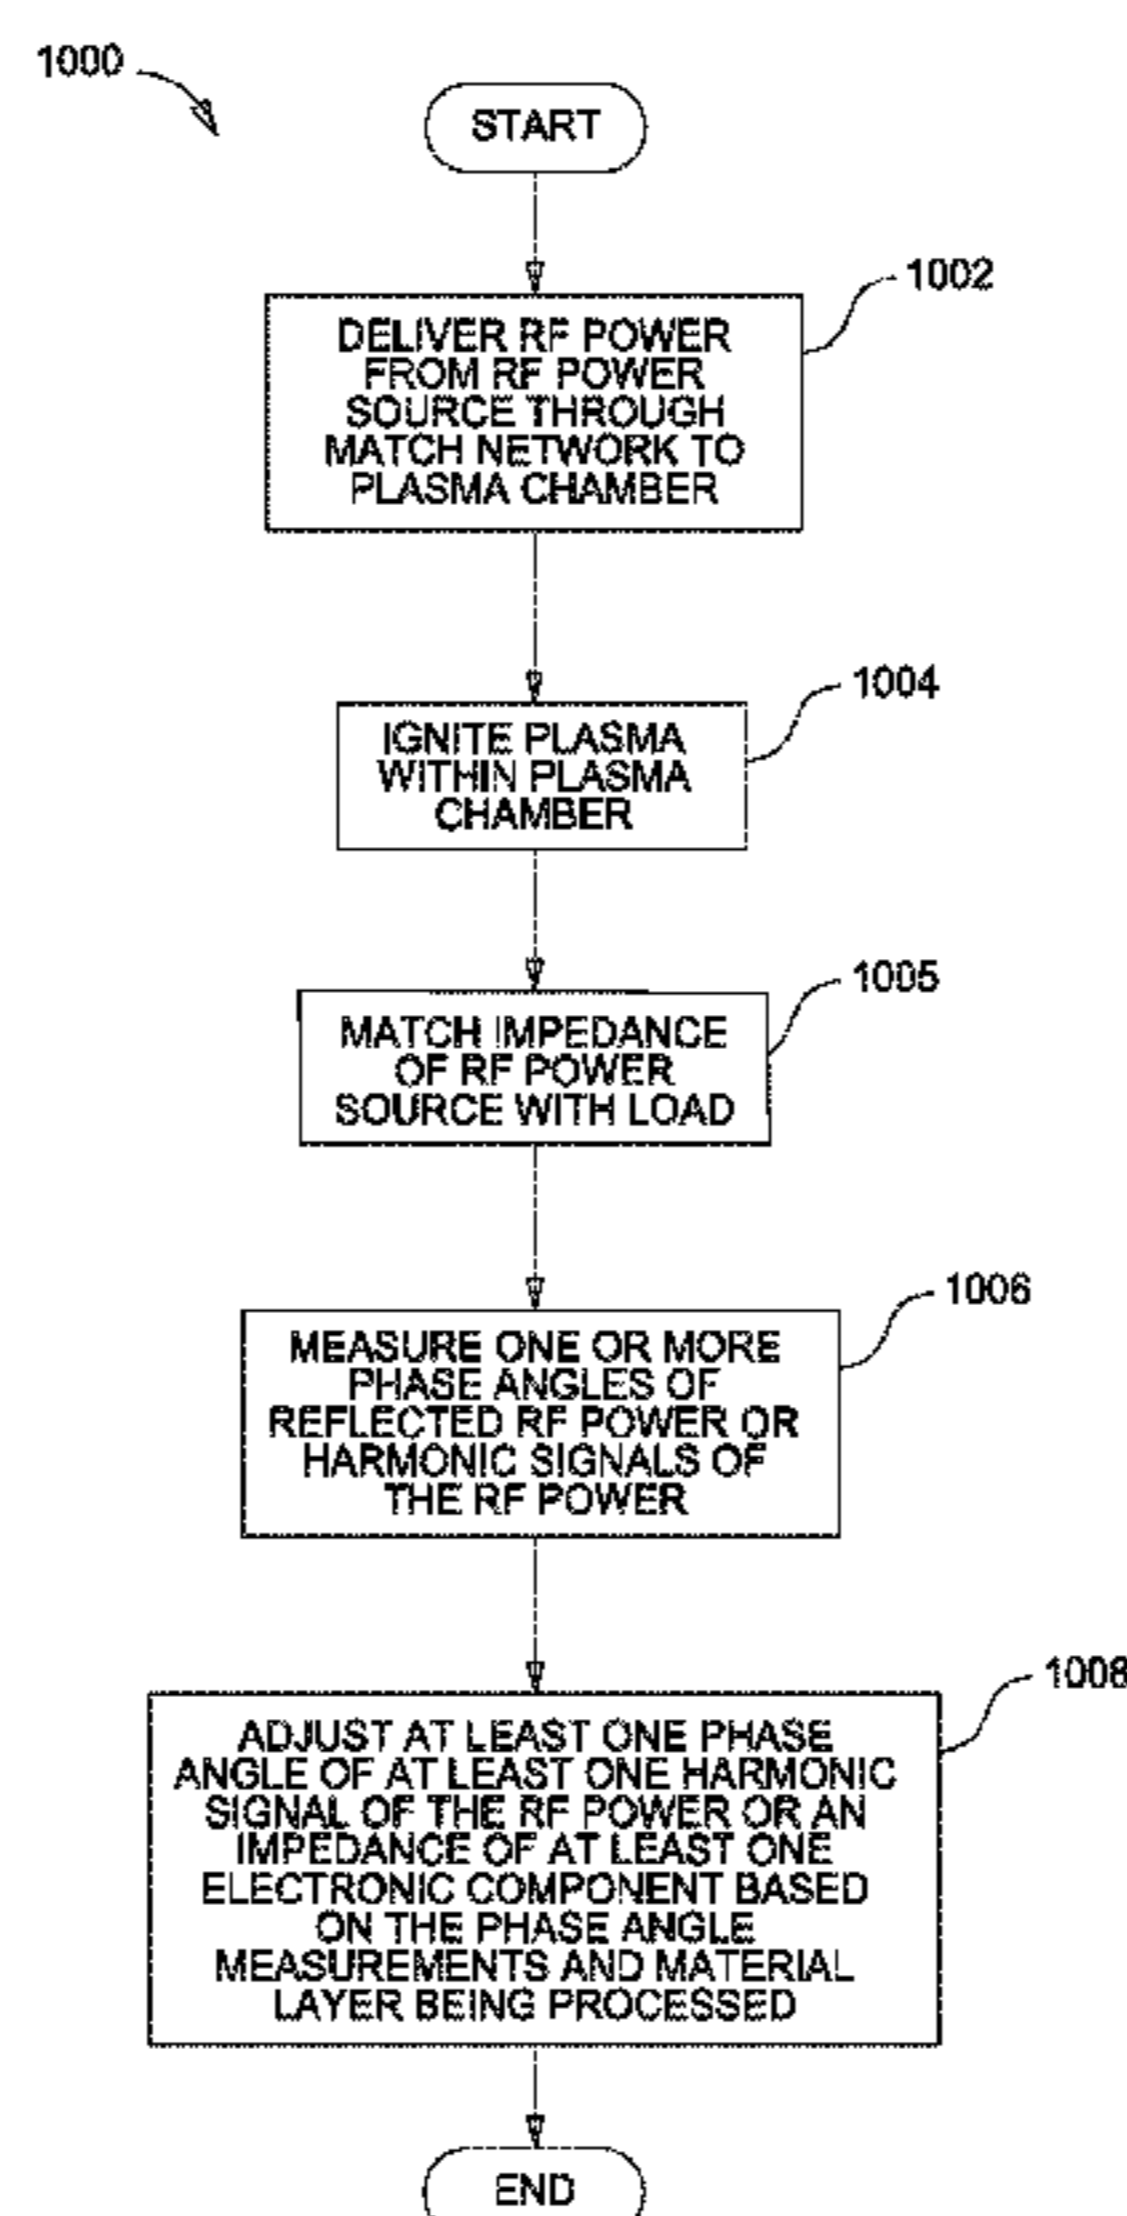 1000
START
1002
DELIVER RF POWER
FROM RF POWER
SOURCE THROUGH
MATCH NETWORK TO
PLASMA CHAMBER
1004
IGNITE PLASMA
WITHIN PLASMA
CHAMBER
1005
MATCH IMPEDANCE
OF RF POWER
SOURCE WITH LOAD
1006
MEASURE ONE OR MORE
PHASE ANGLES OF
REFLECTED RF POWER OR
HARMONIC SIGNALS OF
THE RF POWER
1008
ADJUST AT LEAST ONE PHASE
ANGLE OF AT LEAST ONE HARMONIC
SIGNAL OF THE RF POWER OR AN
IMPEDANCE OF AT LEAST ONE
ELECTRONIC COMPONENT BASED
ON THE PHASE ANGLE
MEASUREMENTS AND MATERIAL
LAYER BEING PROCESSED
END